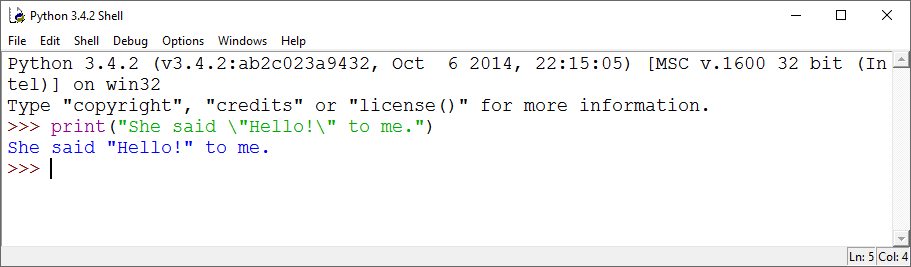 Python 3.4.2 Shell
File Edit Shell Debug Options Windows Help
Python 3.4.2 (v3.4.2:ab2c023a9432, Oct  6 2014, 22:15:05) [MSC v.1600 32 bit (In
tel)] on win32
Type "copyright", "credits" or "license()" for more information.
>>> print("She said \"Hello!\" to me.")
She said "Hello!" to me.
>>>
Ln: 5 Col: 4